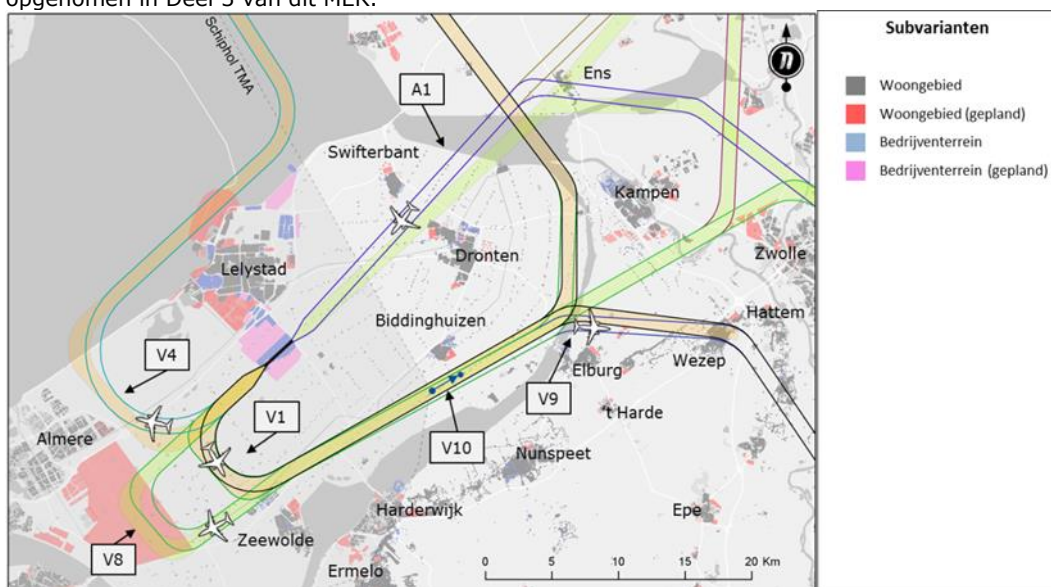 opgenomen in Deel 3 van dit MER.
Subvarianten
Woongebied
Woongebied (gepland)
Bedrijventerrein
Bedrijventerrein (gepland)
Schiphol TMA
n
A1
Ens
Swifterbant
Kampen
Lelystad
Dronten
Zwolle
Biddinghuizen
Hattem
V4
Wezep
Elburg
V9
V1
't Harde
Almere
V10
Nunspeet
Harderwijk
Epe
V8
Zeewolde
Ermelo
0 5 10 15 20 Km